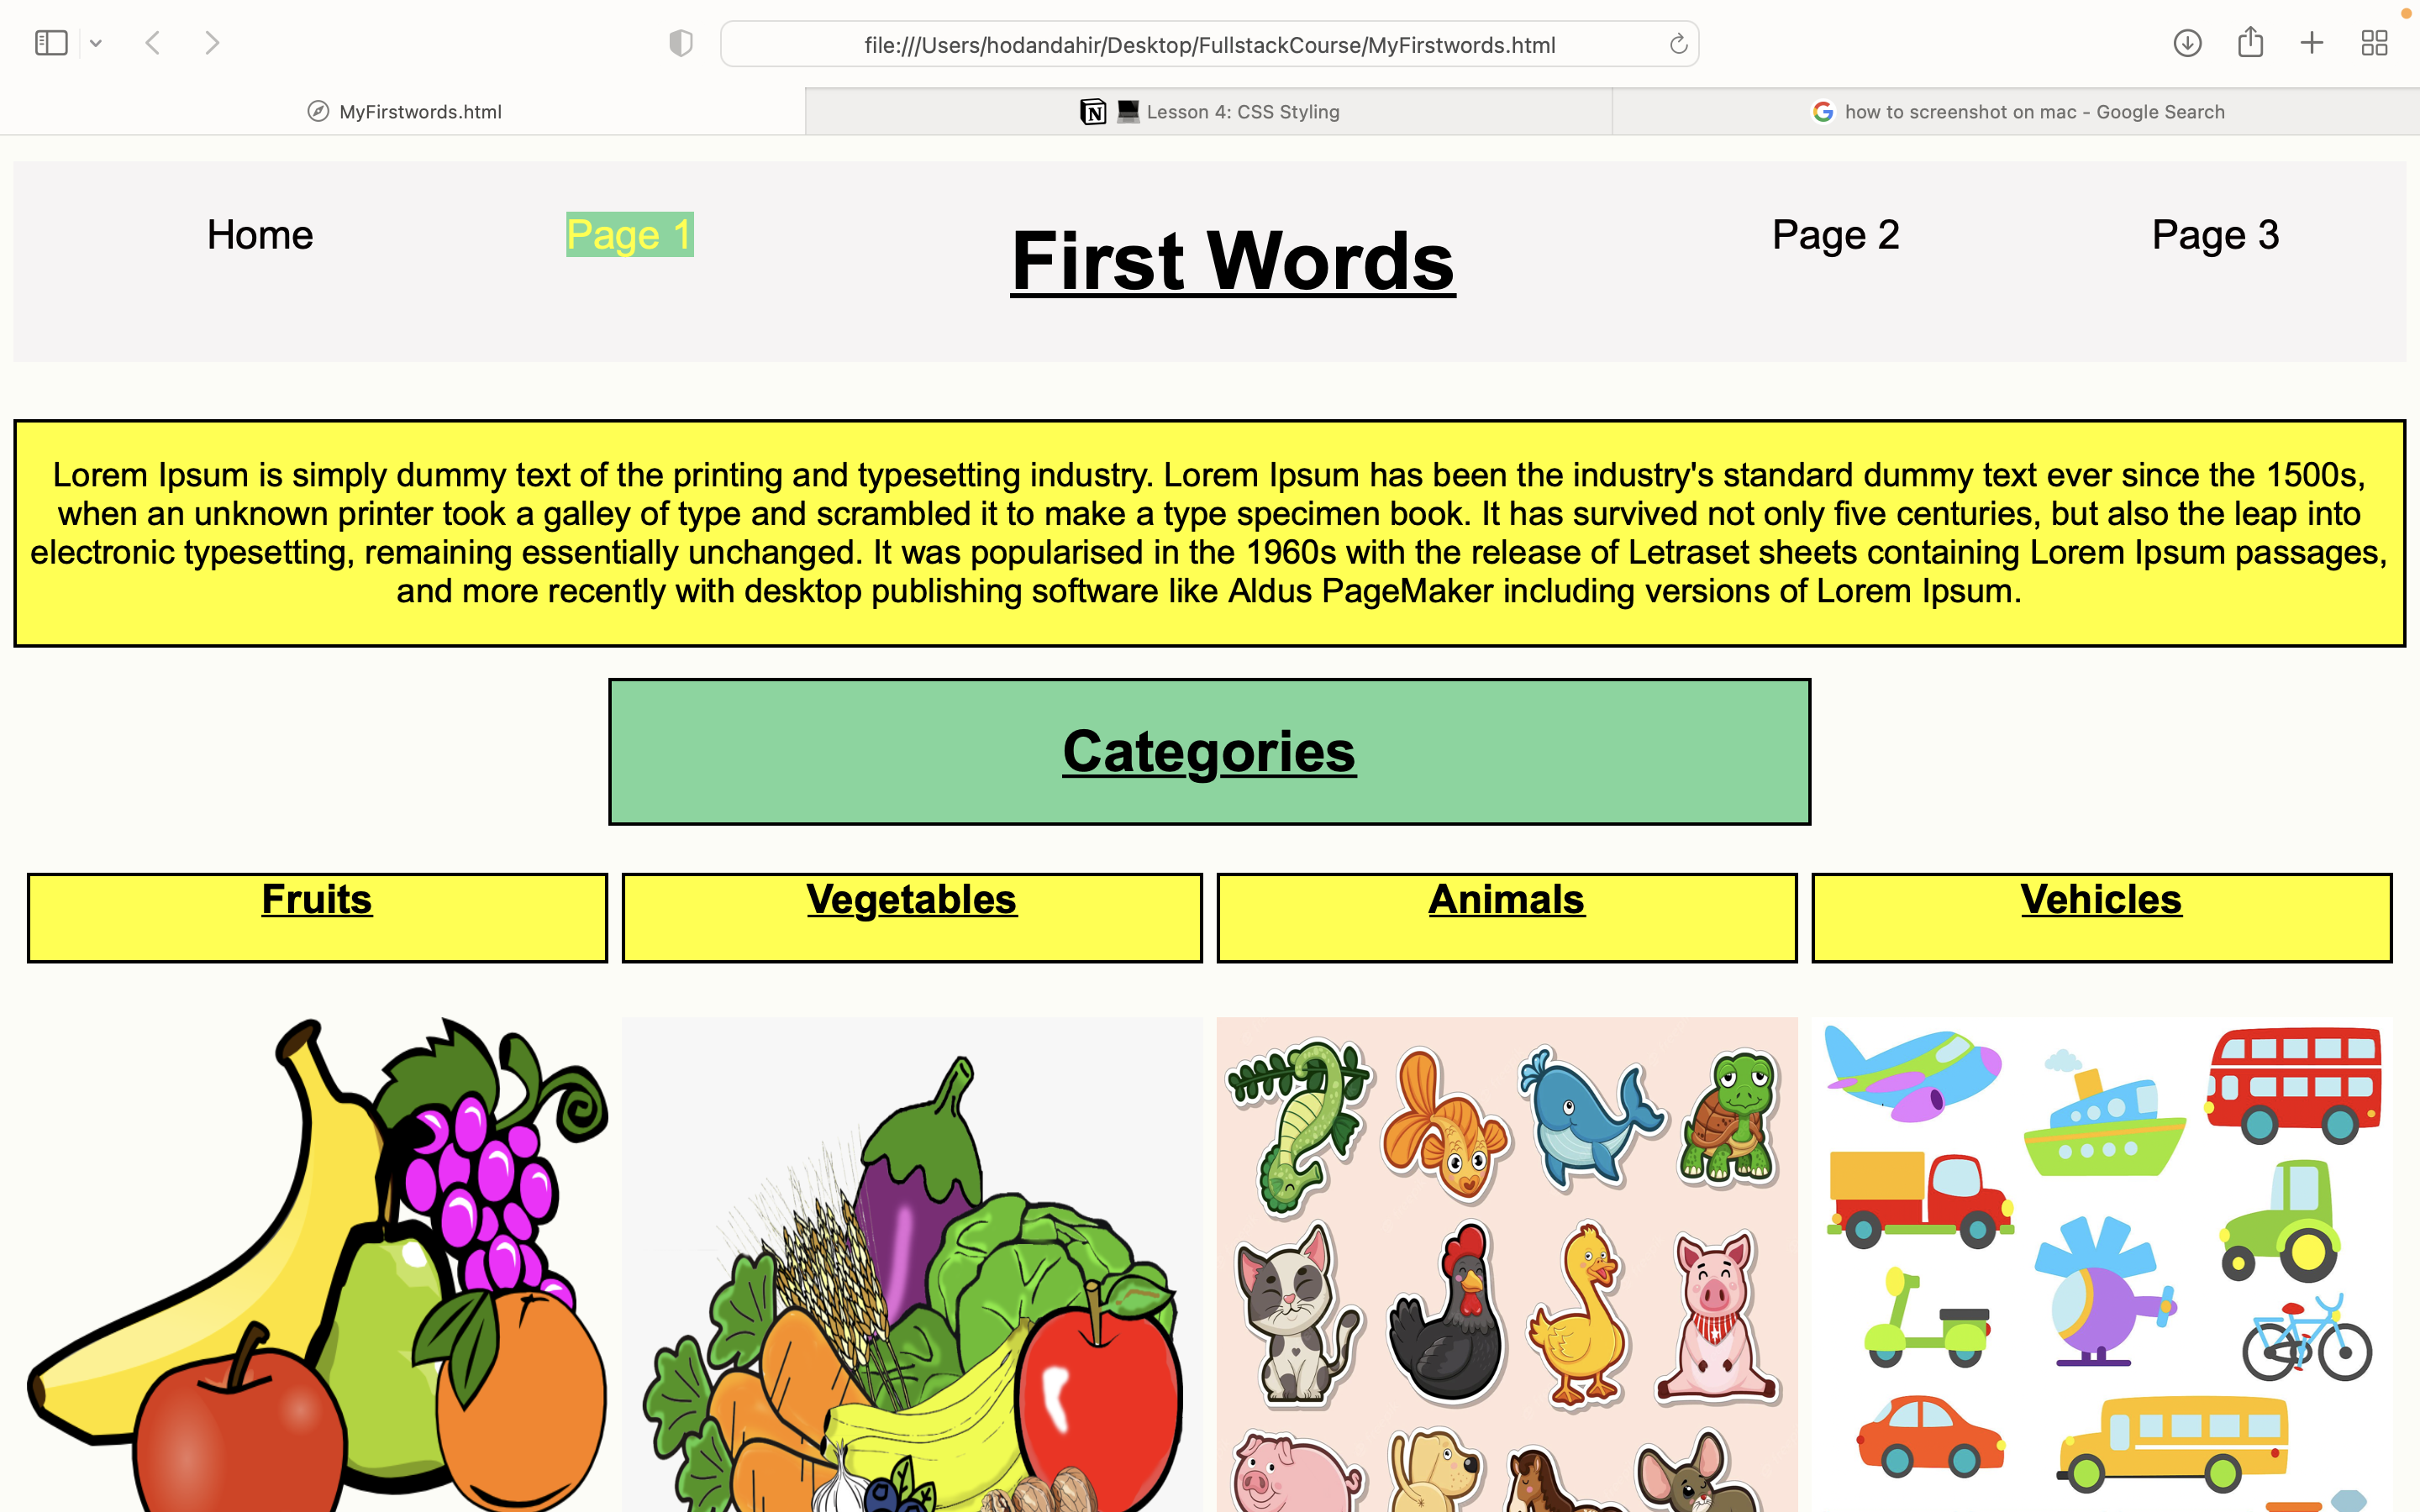 file:///Users/hodandahir/Desktop/FullstackCourse/MyFirstwords.html
MyFirstwords.html
Lesson 4: CSS Styling
how to screenshot on mac - Google Search
Home
Page 1
First Words
Page 2
Page 3
Lorem Ipsum is simply dummy text of the printing and typesetting industry. Lorem Ipsum has been the industry's standard dummy text ever since the 1500s,
when an unknown printer took a galley of type and scrambled it to make a type specimen book. It has survived not only five centuries, but also the leap into
electronic typesetting, remaining essentially unchanged. It was popularised in the 1960s with the release of Letraset sheets containing Lorem Ipsum passages,
and more recently with desktop publishing software like Aldus PageMaker including versions of Lorem Ipsum.
Categories
Fruits
Vegetables
Animals
Vehicles